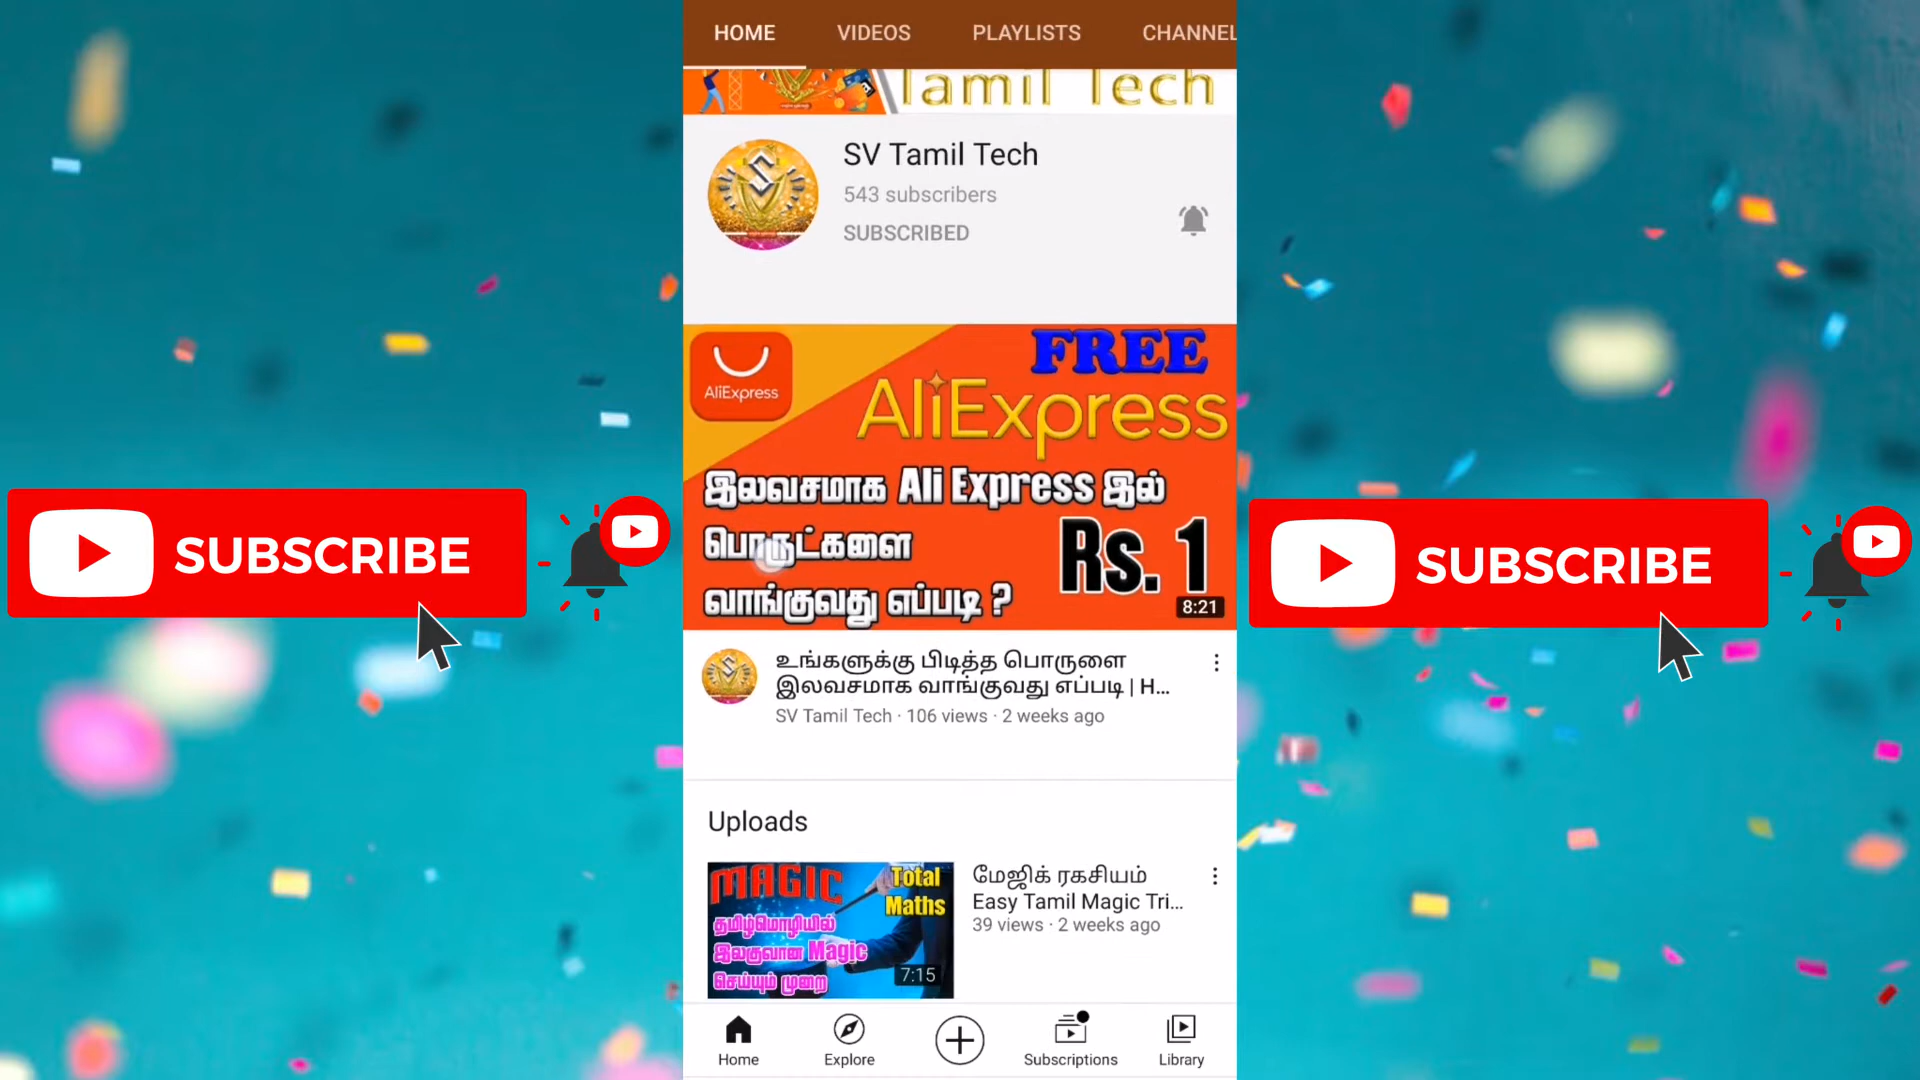 HOME VIDEOS PLAYLISTS CHANNEL
Tamil Tech
SV Tamil Tech
543 subscribers
SUBSCRIBED
FREE
AliExpress
AliExpress
இலவசமாக Ali Express இல்
பொருட்களை
வாங்குவது எப்படி ?
Rs. 1
8:21
உங்களுக்கு பிடித்த பொருளை
இலவசமாக வாங்குவது எப்படி | H...
SV Tamil Tech · 106 views · 2 weeks ago
SUBSCRIBE
SUBSCRIBE
Uploads
MAGIC
Total
Maths
தமிழ்மொழியில்
இலகுவான Magic
செய்யும் முறை
7:15
மேஜிக் ரகசியம்
Easy Tamil Magic Tri...
39 views · 2 weeks ago
Home Explore Subscriptions Library